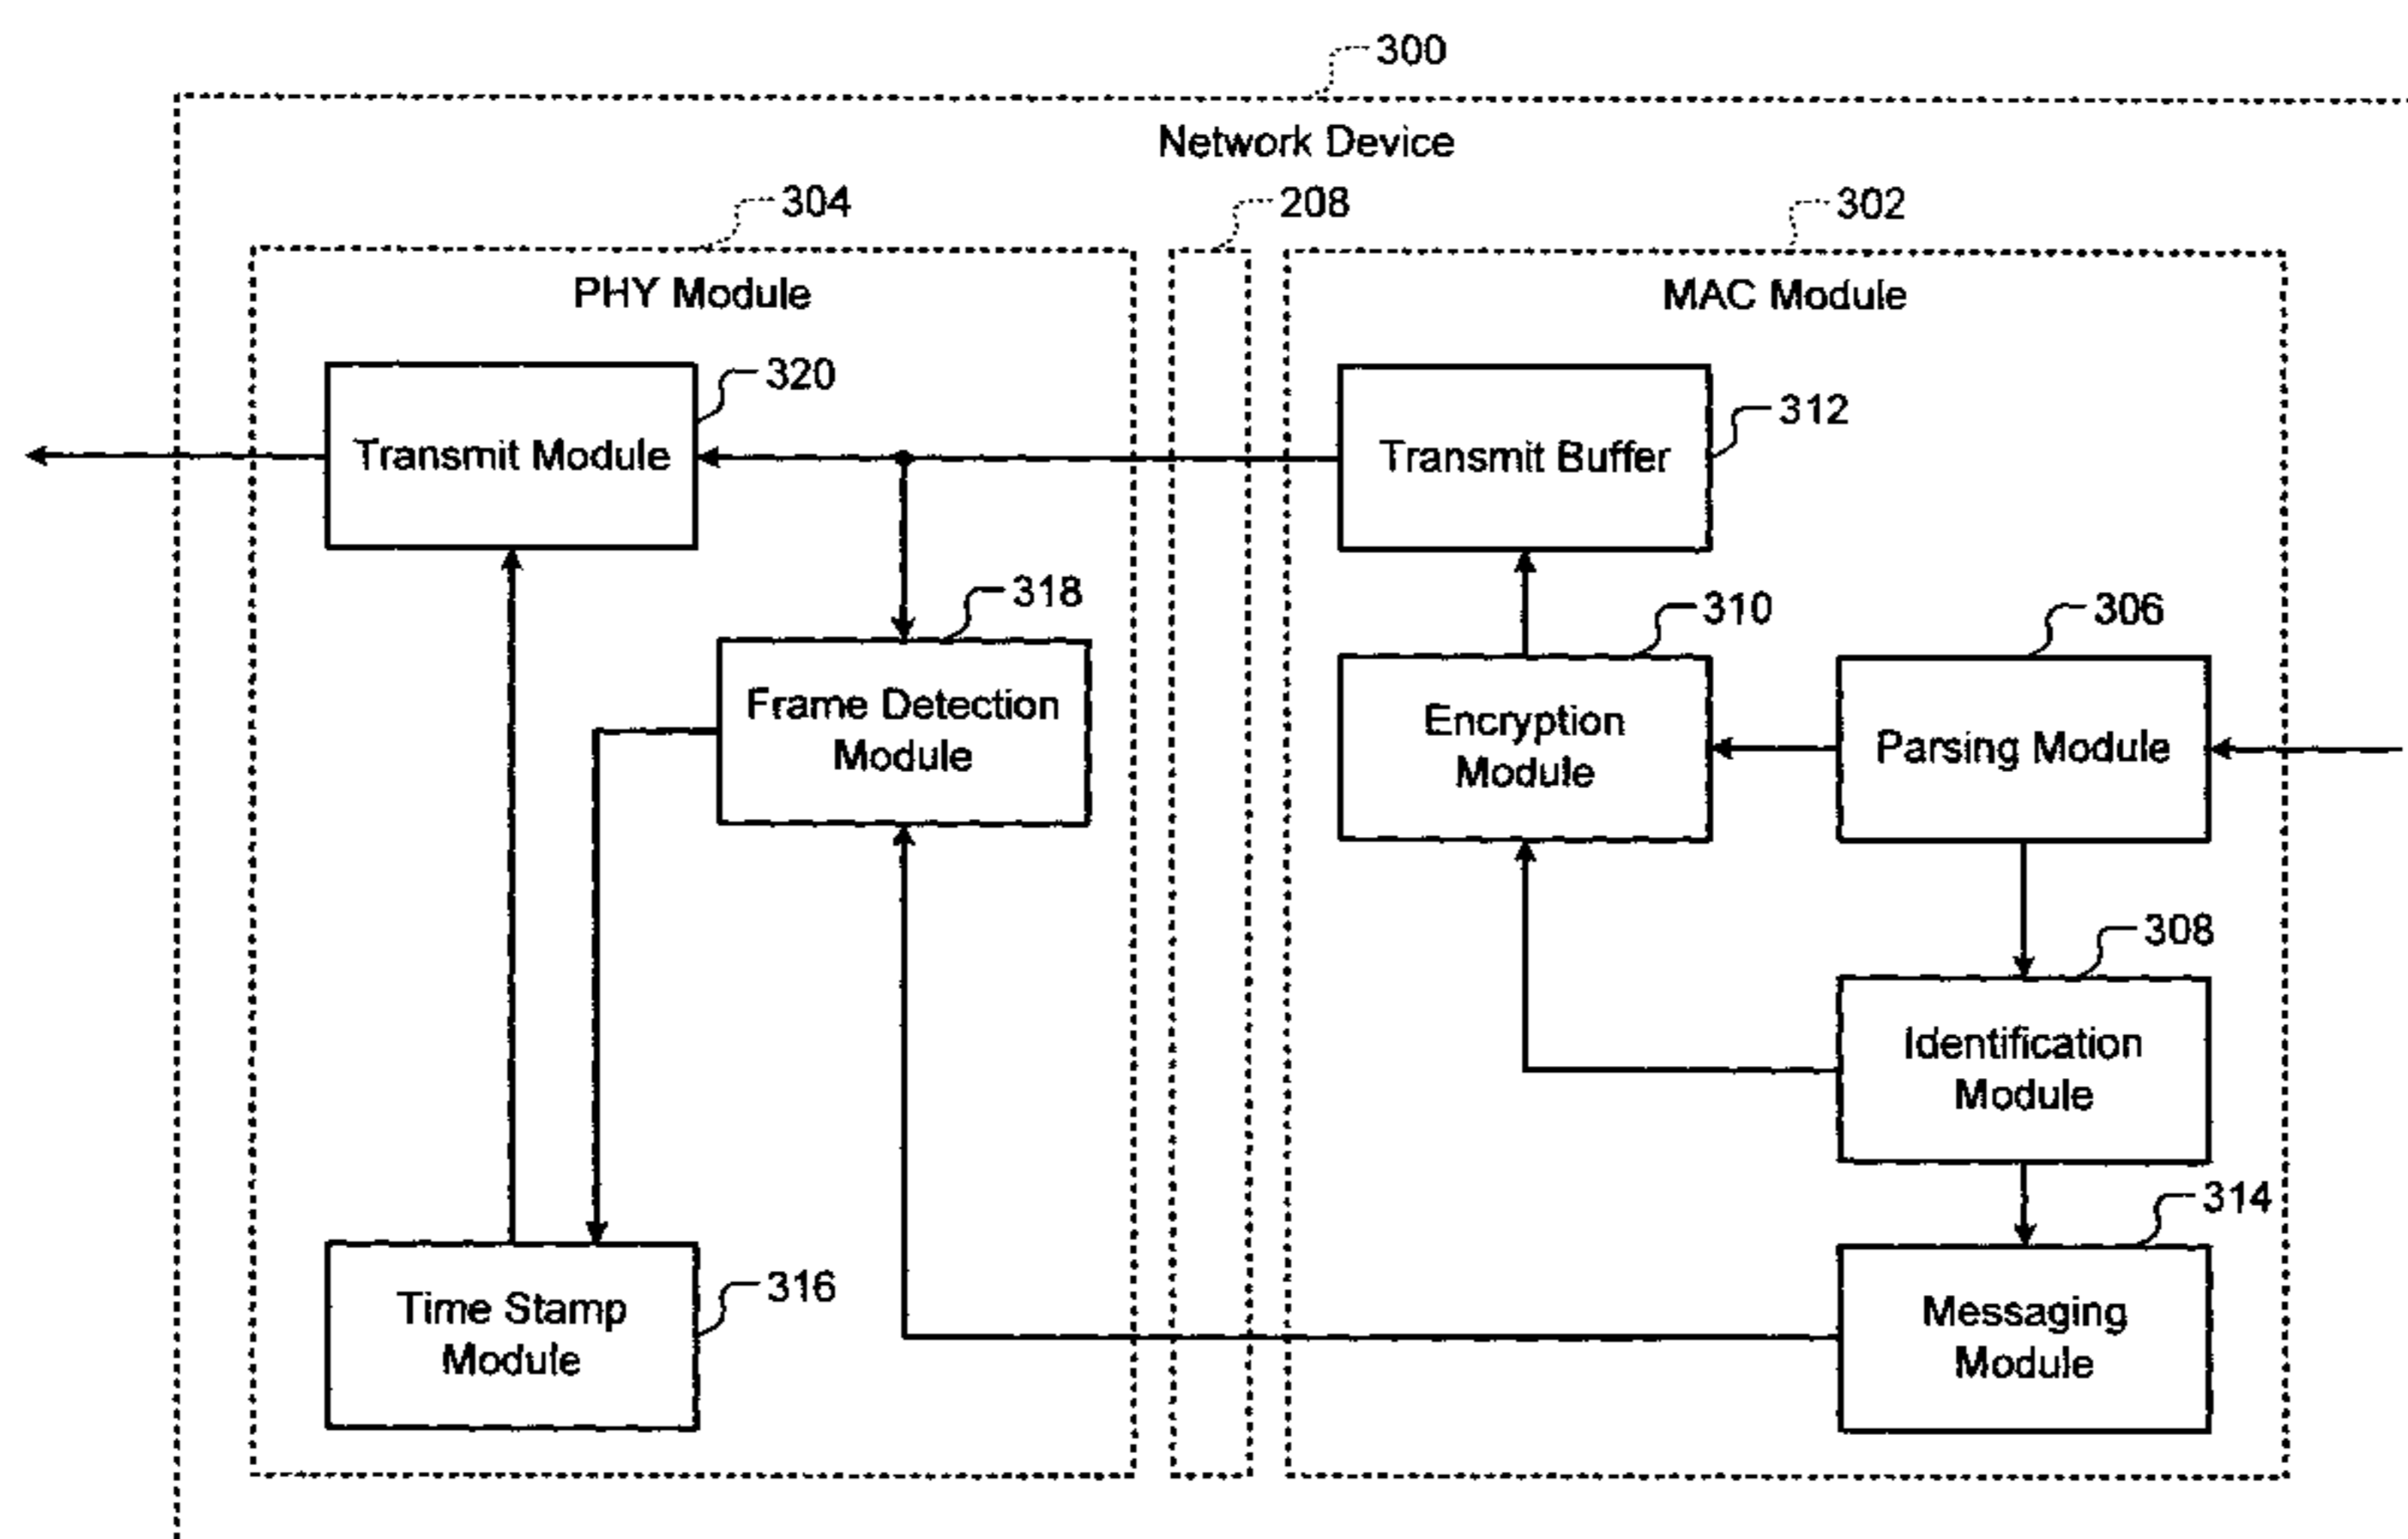 300
Network Device
304
208
302
PHY Module
MAC Module
320
Transmit Module
312
Transmit Buffer
318
310
306
Frame Detection
Module
Encryption
Module
Parsing Module
308
Identification
Module
314
316
Time Stamp
Module
Messaging
Module